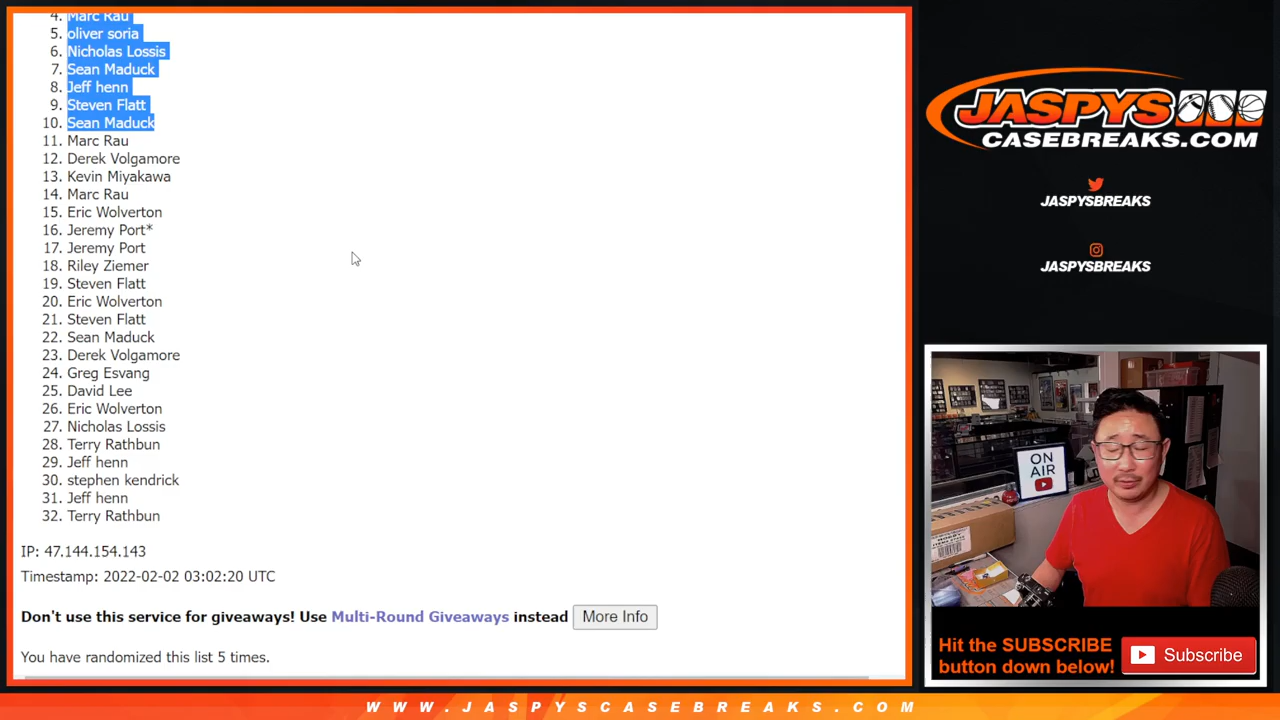 4. Marc Rau
5. oliver soria
6. Nicholas Lossis
7. Sean Maduck
8. Jeff henn
9. Steven Flatt
10. Sean Maduck
11. Marc Rau
12. Derek Volgamore
13. Kevin Miyakawa
14. Marc Rau
15. Eric Wolverton
16. Jeremy Port*
17. Jeremy Port
18. Riley Ziemer
19. Steven Flatt
20. Eric Wolverton
21. Steven Flatt
22. Sean Maduck
23. Derek Volgamore
24. Greg Esvang
25. David Lee
26. Eric Wolverton
27. Nicholas Lossis
28. Terry Rathbun
29. Jeff henn
30. stephen kendrick
31. Jeff henn
32. Terry Rathbun
IP: 47.144.154.143
Timestamp: 2022-02-02 03:02:20 UTC
Don't use this service for giveaways! Use Multi-Round Giveaways instead More Info
You have randomized this list 5 times.
JASPYS
CASEBREAKS.COM
JASPYSBREAKS
JASPYSBREAKS
ON
AIR
Hit the SUBSCRIBE
button down below!
Subscribe
WWW.JASPYSCASEBREAKS.COM